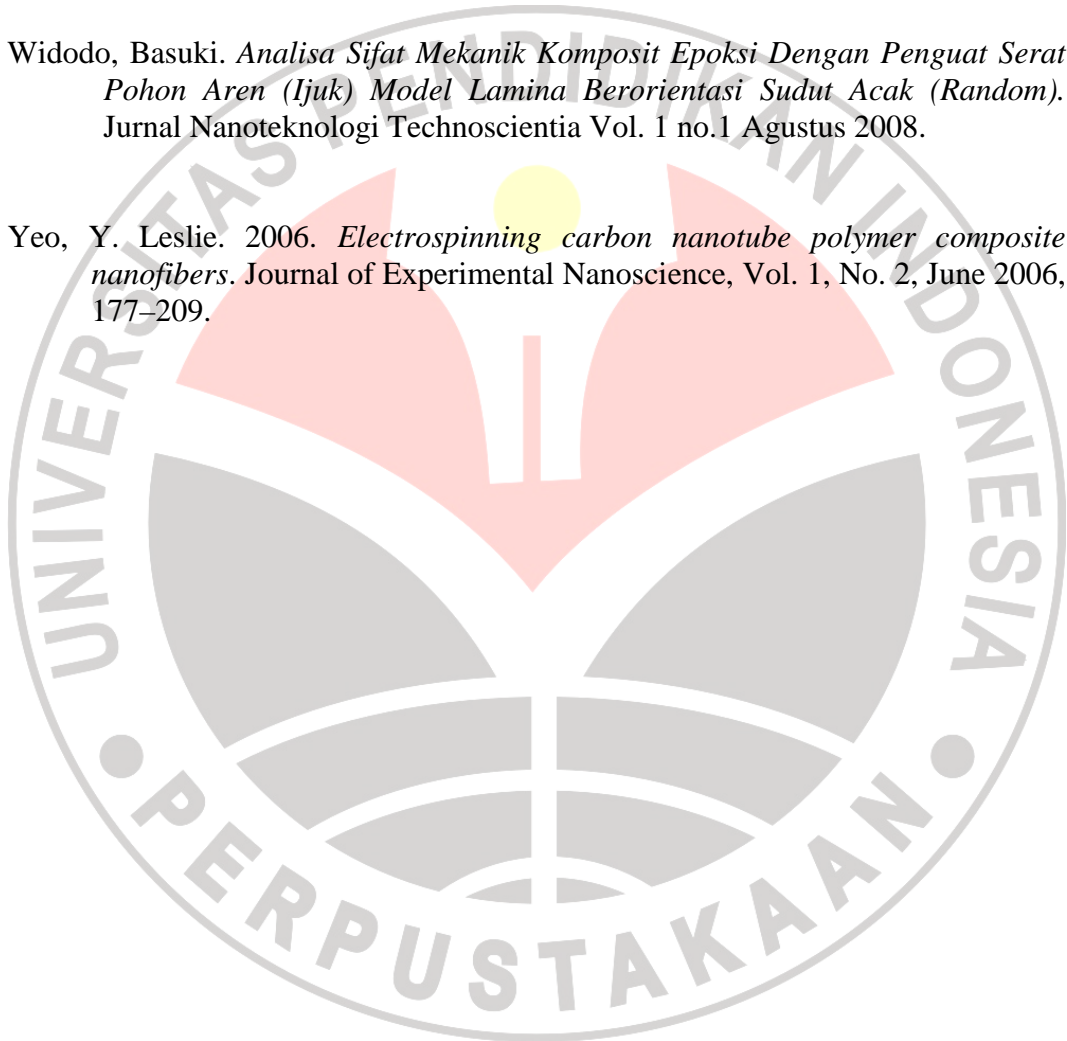 Widodo, Basuki. Analisa Sifat Mekanik Komposit Epoksi Dengan Penguat Serat
Pohon Aren (Ijuk) Model Lamina Berorientasi Sudut Acak (Random).
Jurnal Nanoteknologi Technoscientia Vol. 1 no.1 Agustus 2008.
Yeo, Y. Leslie. 2006. Electrospinning carbon nanotube polymer composite
nanofibers. Journal of Experimental Nanoscience, Vol. 1, No. 2, June 2006,
177–209.
UNIVERSITAS PENDIDIKAN INDONESIA
PERPUSTAKAAN